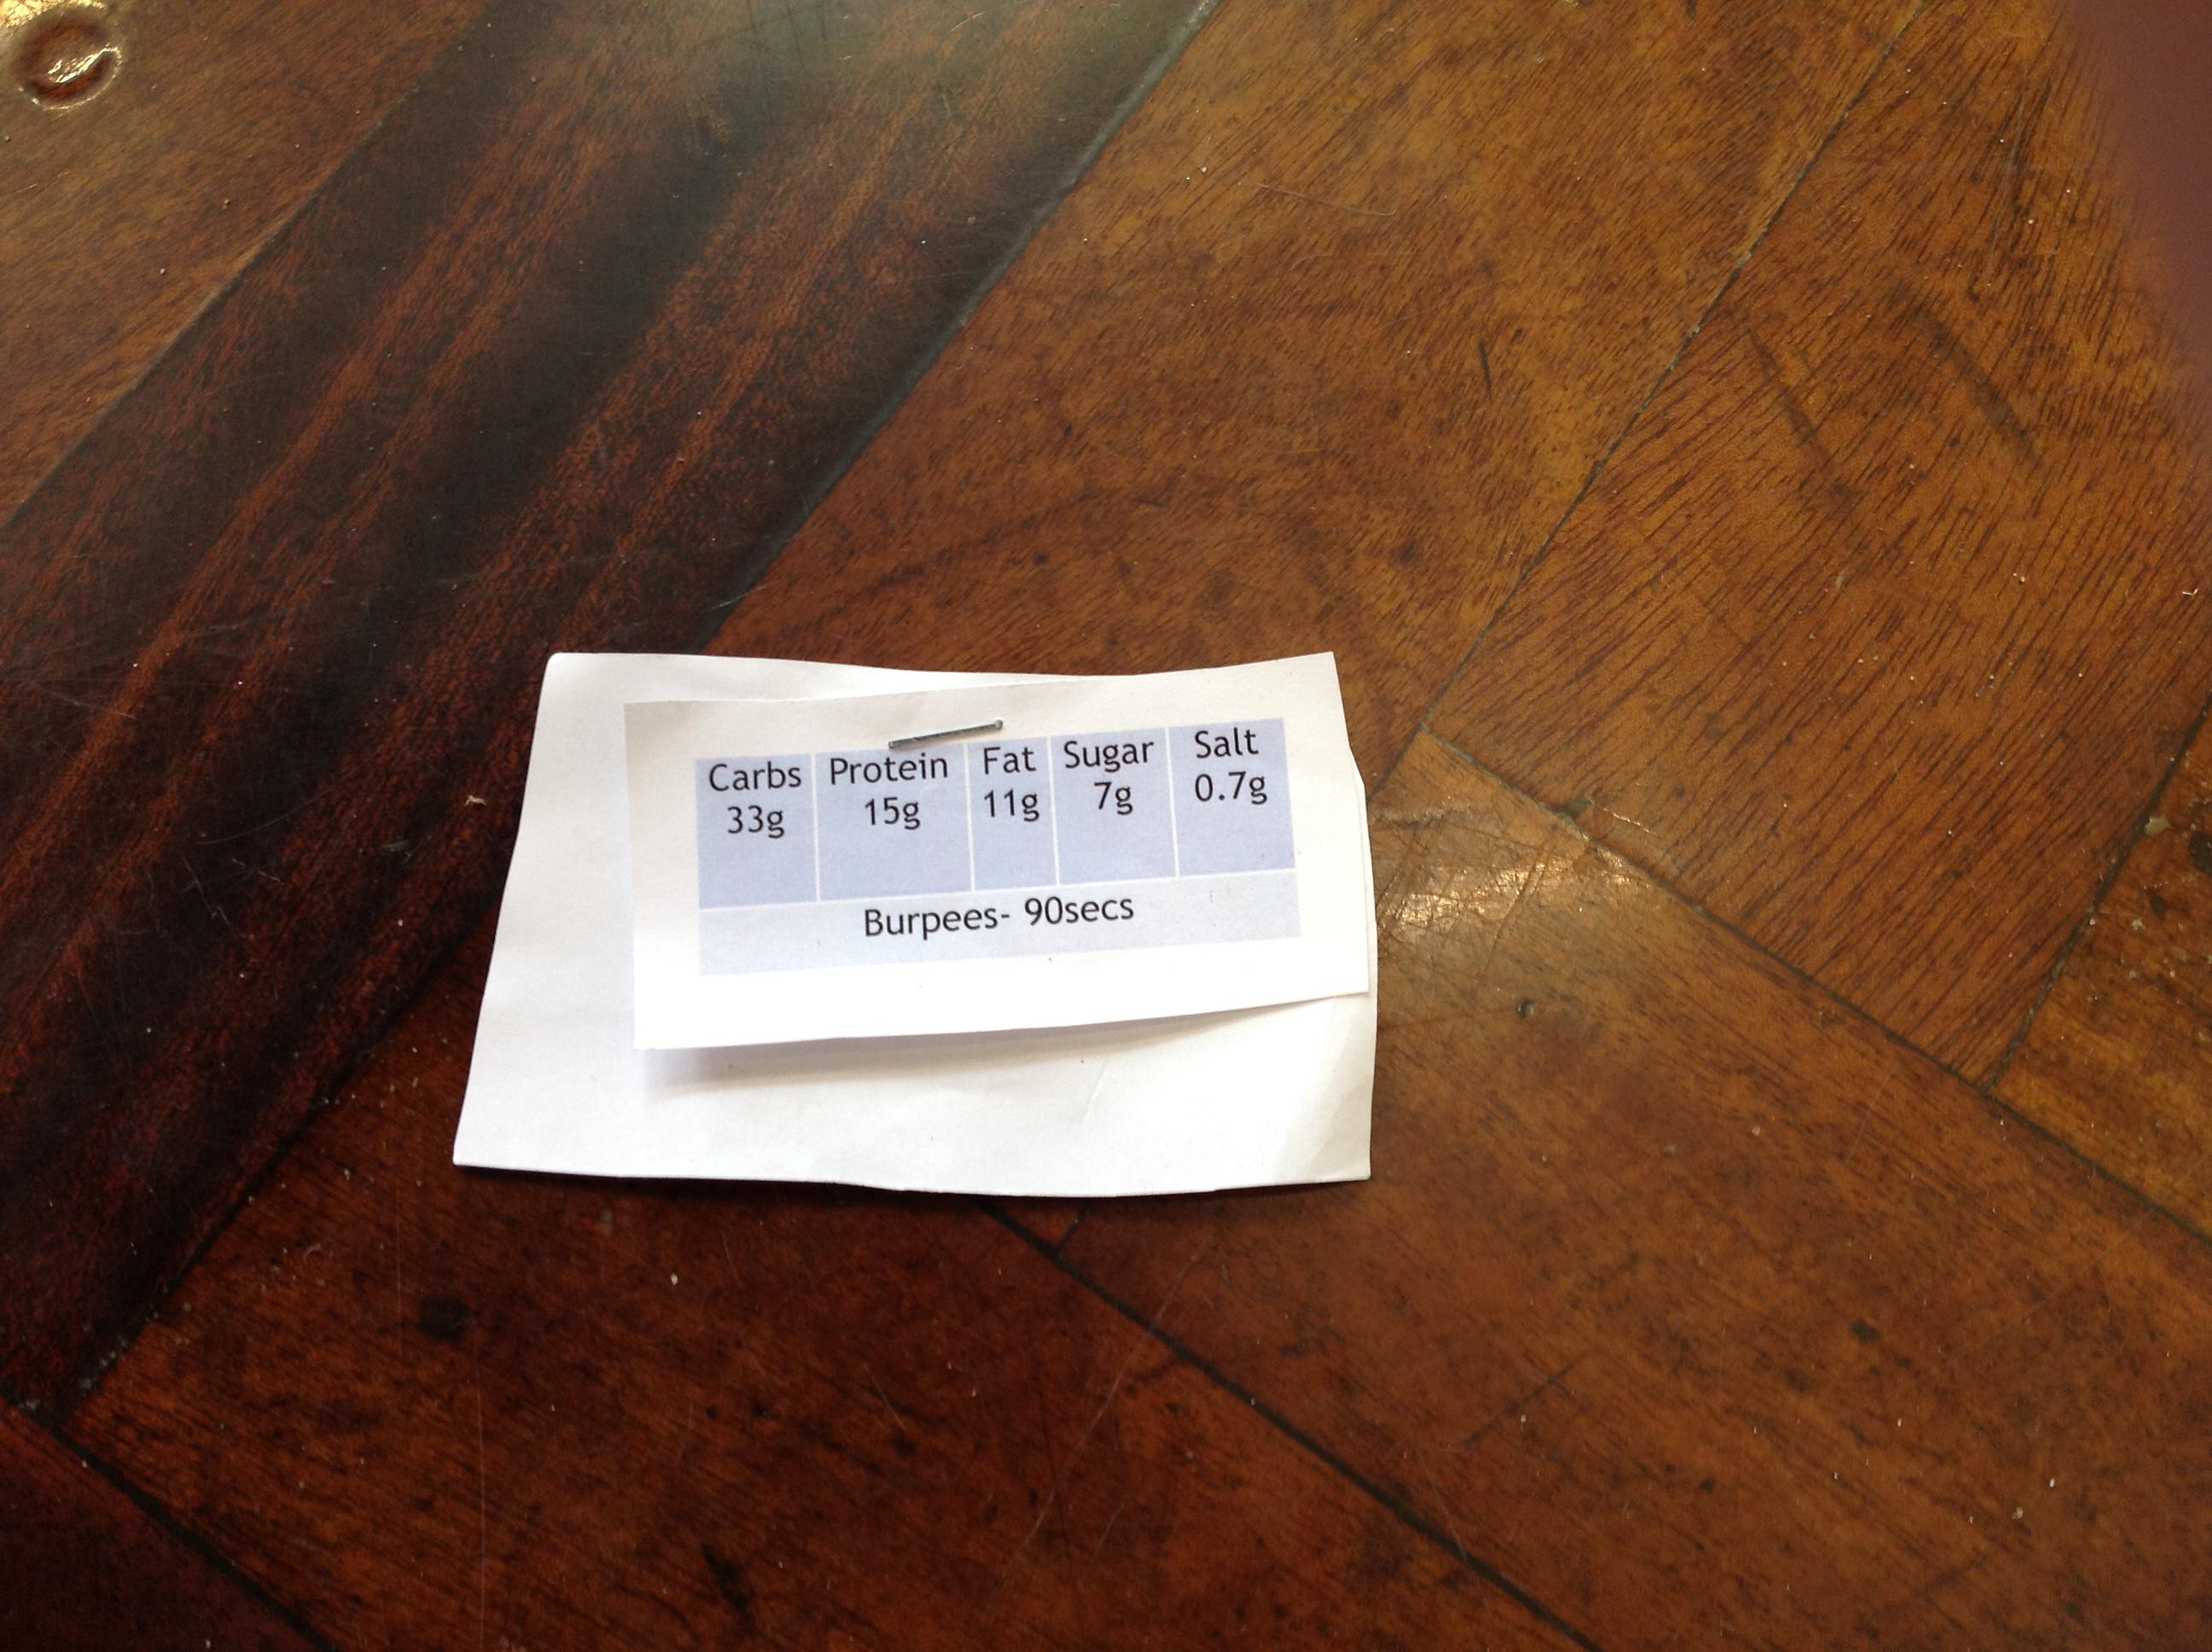 Carbs Protein Fat Sugar Salt
33g 15g 11g 7g 0.7g
Burpees- 90secs